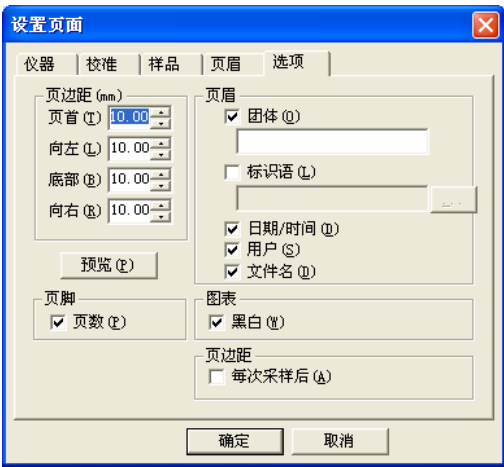 设置页面
仪器 校准 样品 页眉 选项
页边距(mm)
页首(T) 10.00
向左(L) 10.00
底部(B) 10.00
向右(R) 10.00
预览(P)
页脚
页数(P)
页眉
团体(O)
标识语(L)
...
日期/时间(D)
用户(S)
文件名(D)
图表
黑白(W)
页边距
每次采样后(A)
确定 取消